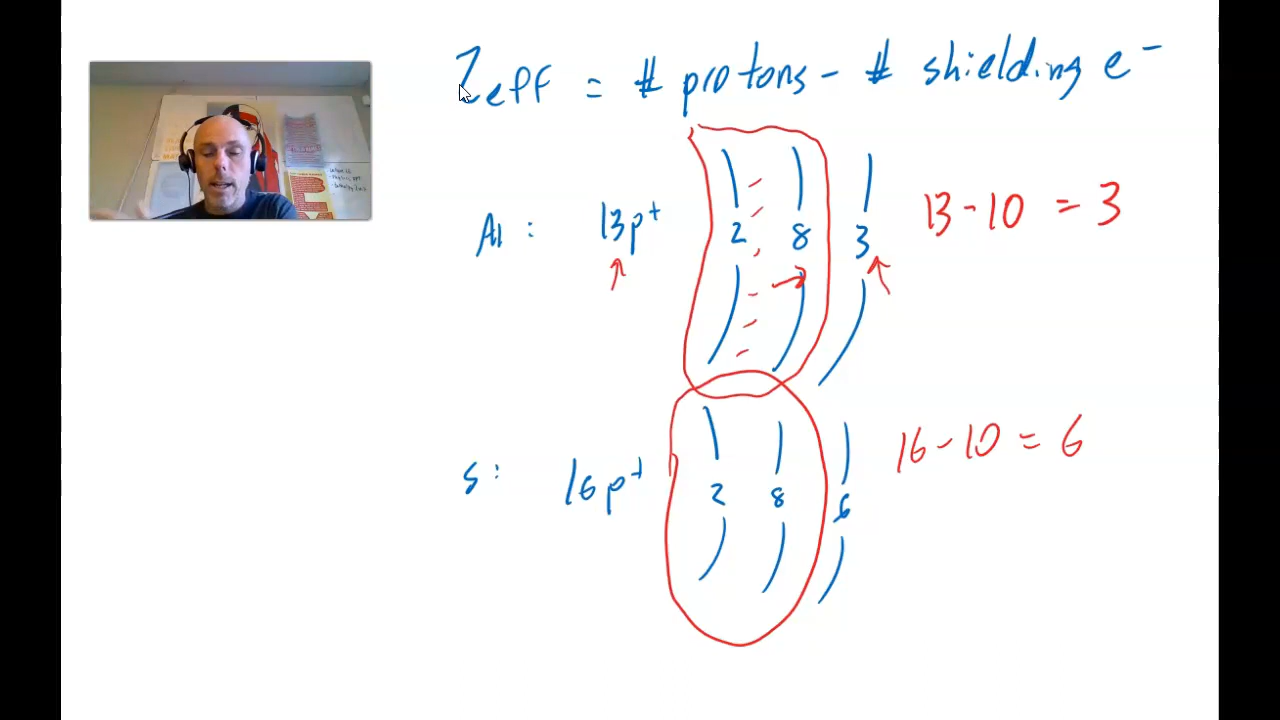 Zeff = # protons - # shielding e⁻
Al : 13p⁺ 2 8 3 13 - 10 = 3
S : 16p⁺ 2 8 6 16 - 10 = 6